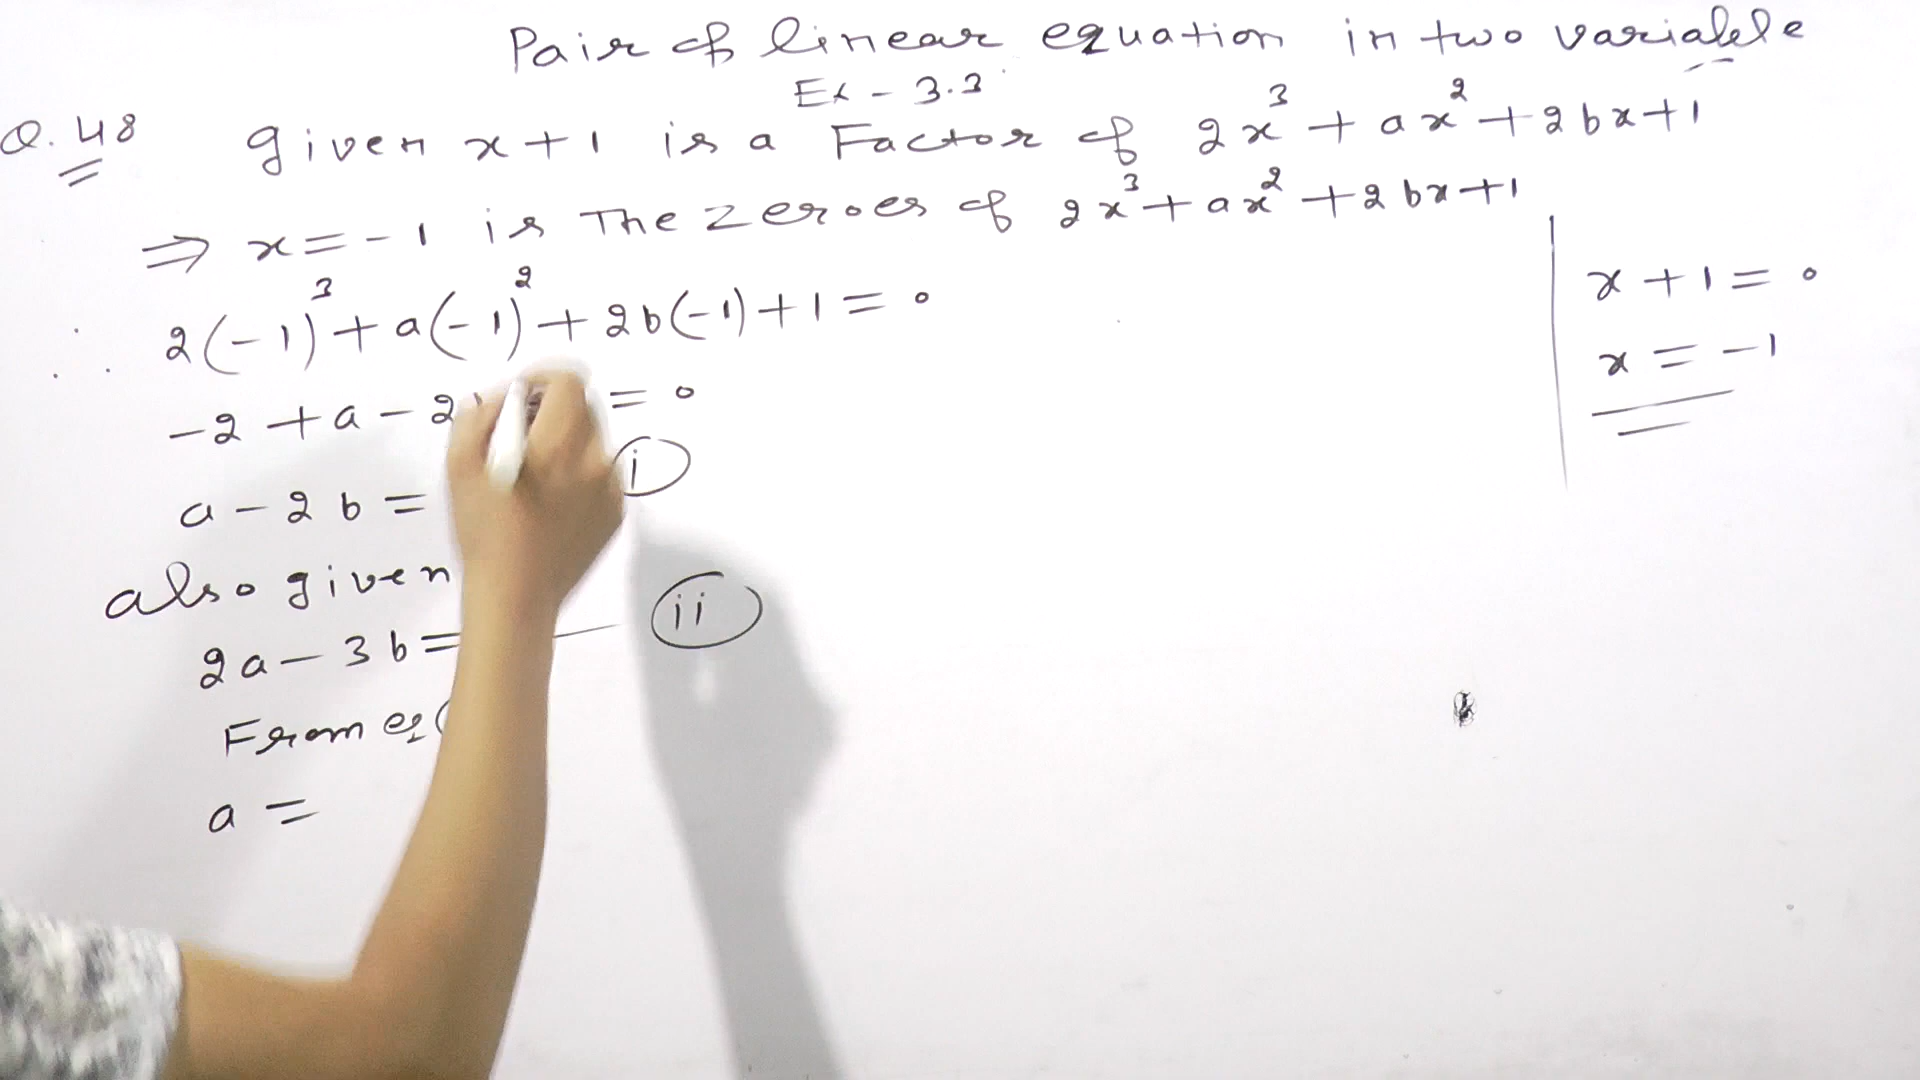 Pair of linear equation in two variable
Ex - 3.3
Q. 48 given x+1 is a Factor of 2x³ + ax² + 2bx+1
⇒ x = -1 is The zeroes of 2x³ + ax² + 2bx+1
x + 1 = 0
∴ 2(-1)³ + a(-1)² + 2b(-1) + 1 = 0
x = -1
-2 + a - 2 = 0
a - 2b = (i)
also given
2a - 3b = (ii)
From eq (
a =